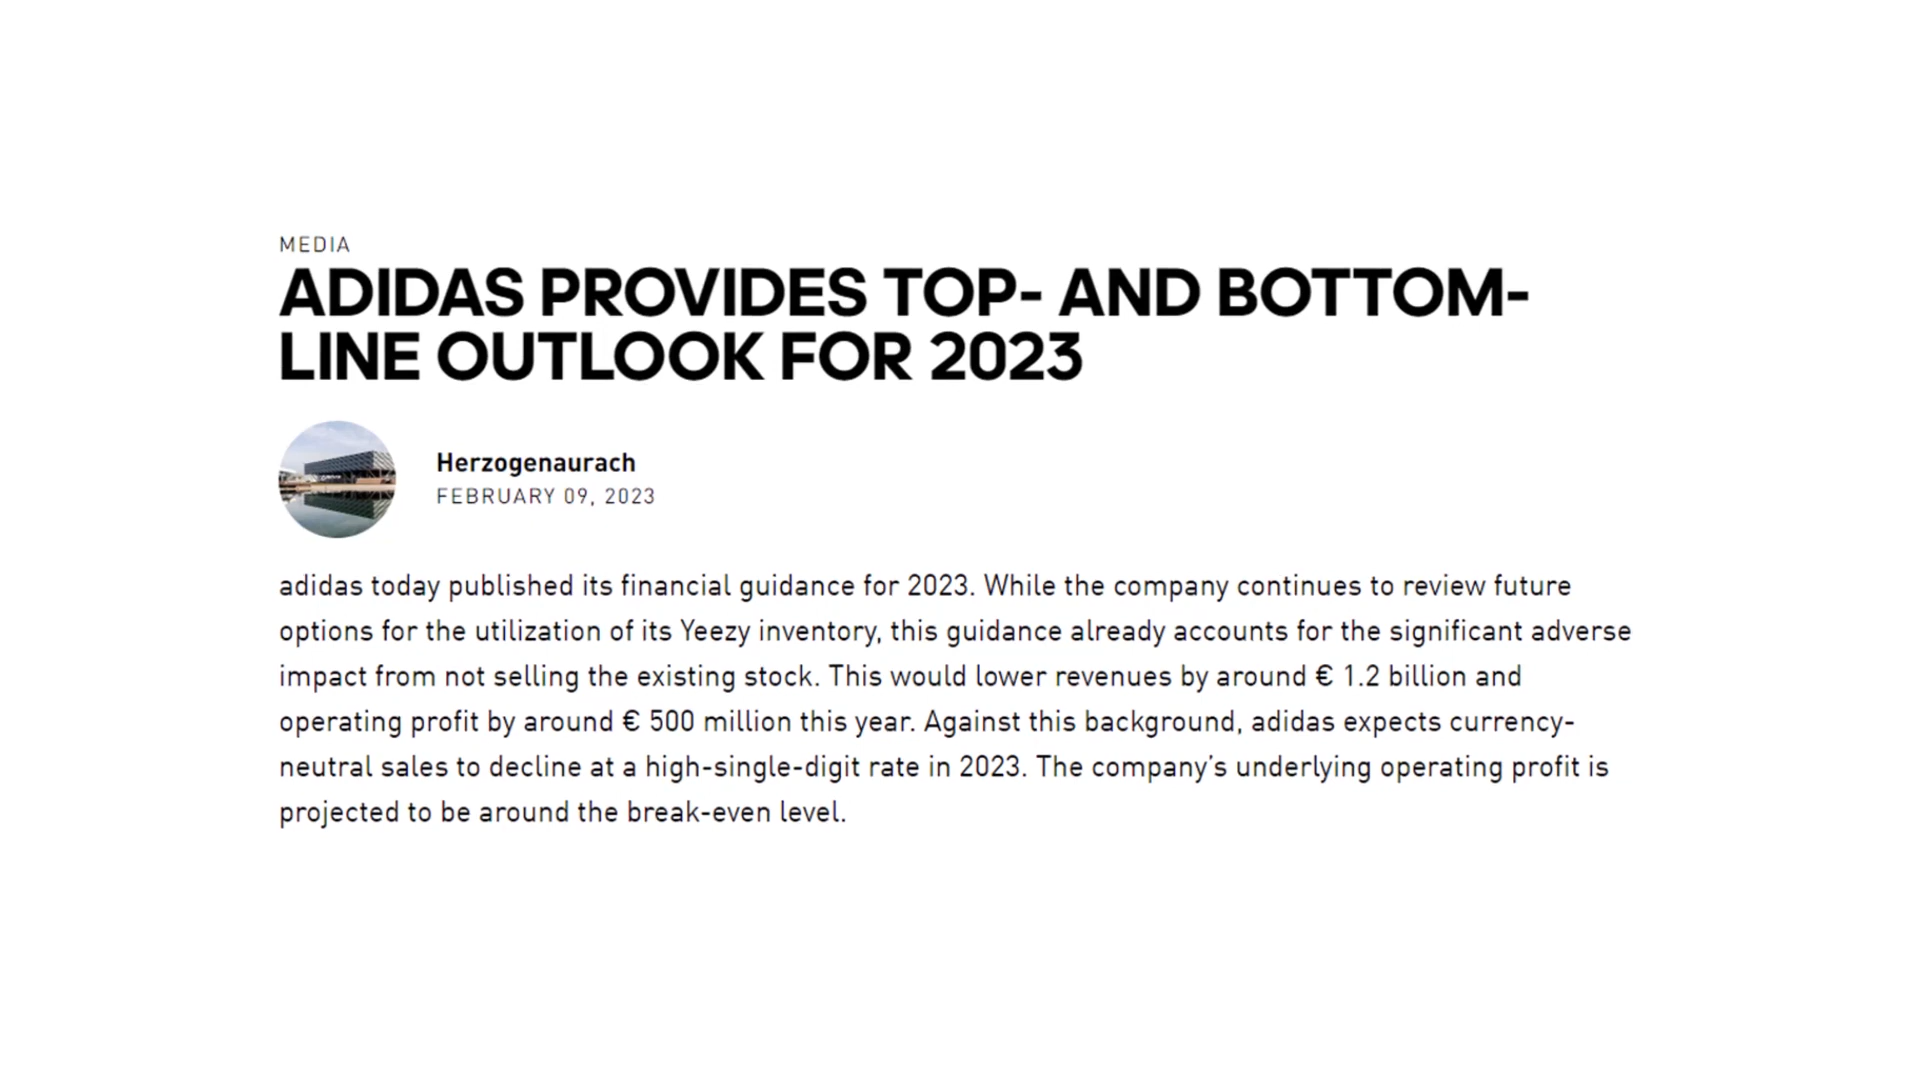 MEDIA
ADIDAS PROVIDES TOP- AND BOTTOM-
LINE OUTLOOK FOR 2023
Herzogenaurach
FEBRUARY 09, 2023
adidas today published its financial guidance for 2023. While the company continues to review future
options for the utilization of its Yeezy inventory, this guidance already accounts for the significant adverse
impact from not selling the existing stock. This would lower revenues by around € 1.2 billion and
operating profit by around € 500 million this year. Against this background, adidas expects currency-
neutral sales to decline at a high-single-digit rate in 2023. The company’s underlying operating profit is
projected to be around the break-even level.